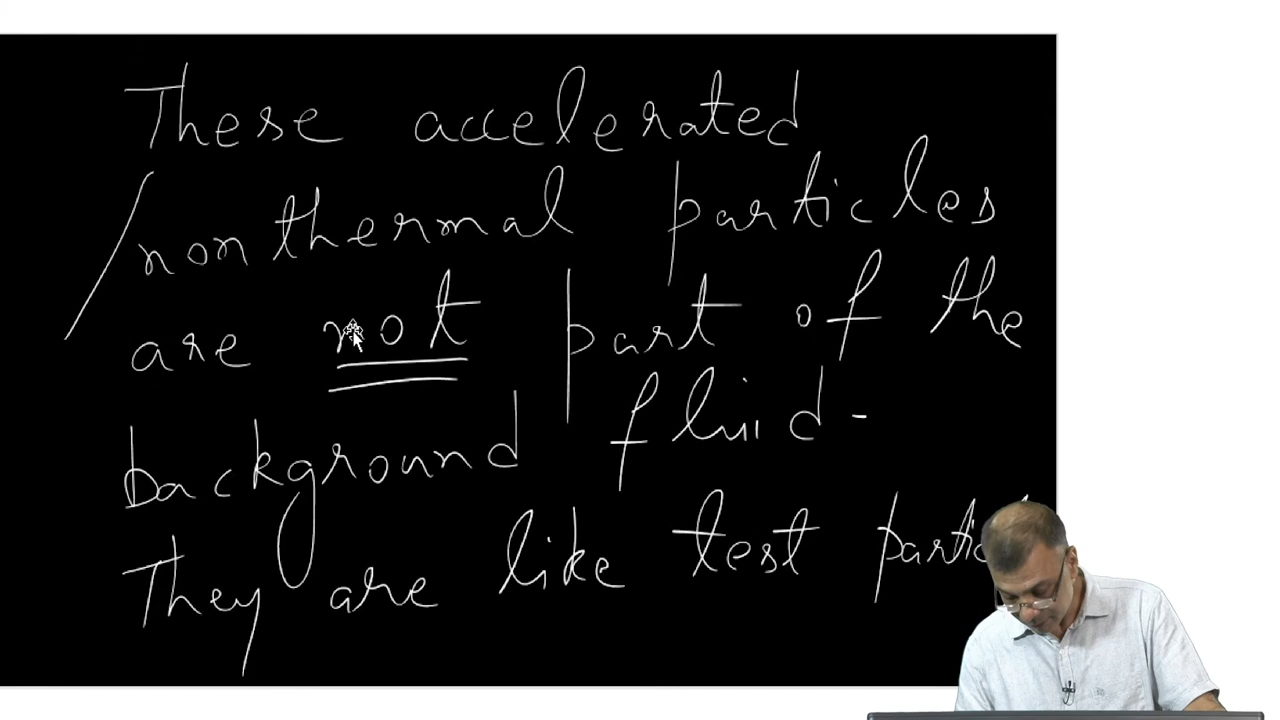 These accelerated
/nonthermal particles
are not part of the
background fluid -
They are like test